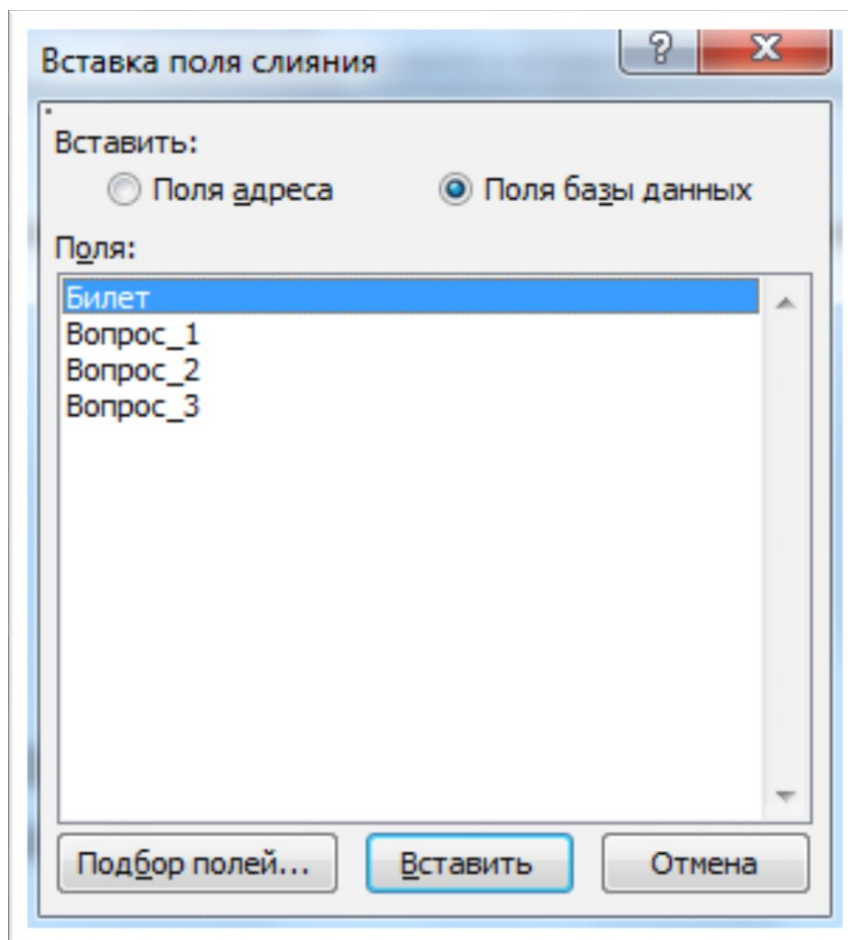 Вставка поля слияния
Вставить:
Поля адреса Поля базы данных
Поля:
Билет
Вопрос_1
Вопрос_2
Вопрос_3
Подбор полей... Вставить Отмена